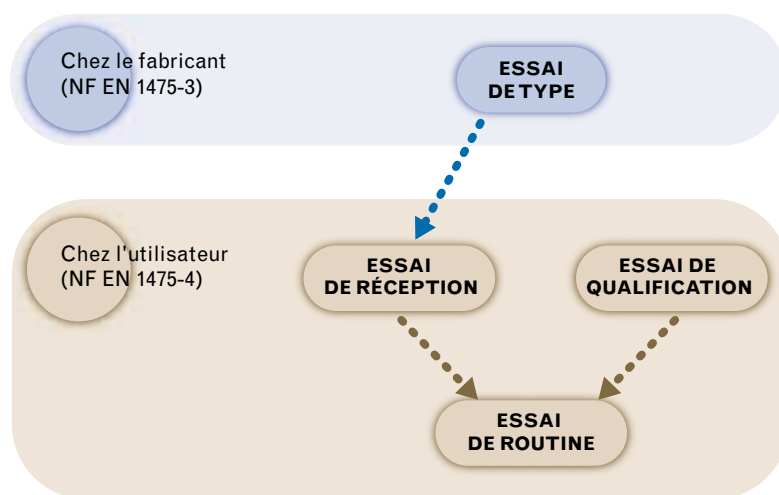 Chez le fabricant
(NF EN 1475-3)
ESSAI
DE TYPE
Chez l'utilisateur
(NF EN 1475-4)
ESSAI
DE RÉCEPTION
ESSAI DE
QUALIFICATION
ESSAI
DE ROUTINE